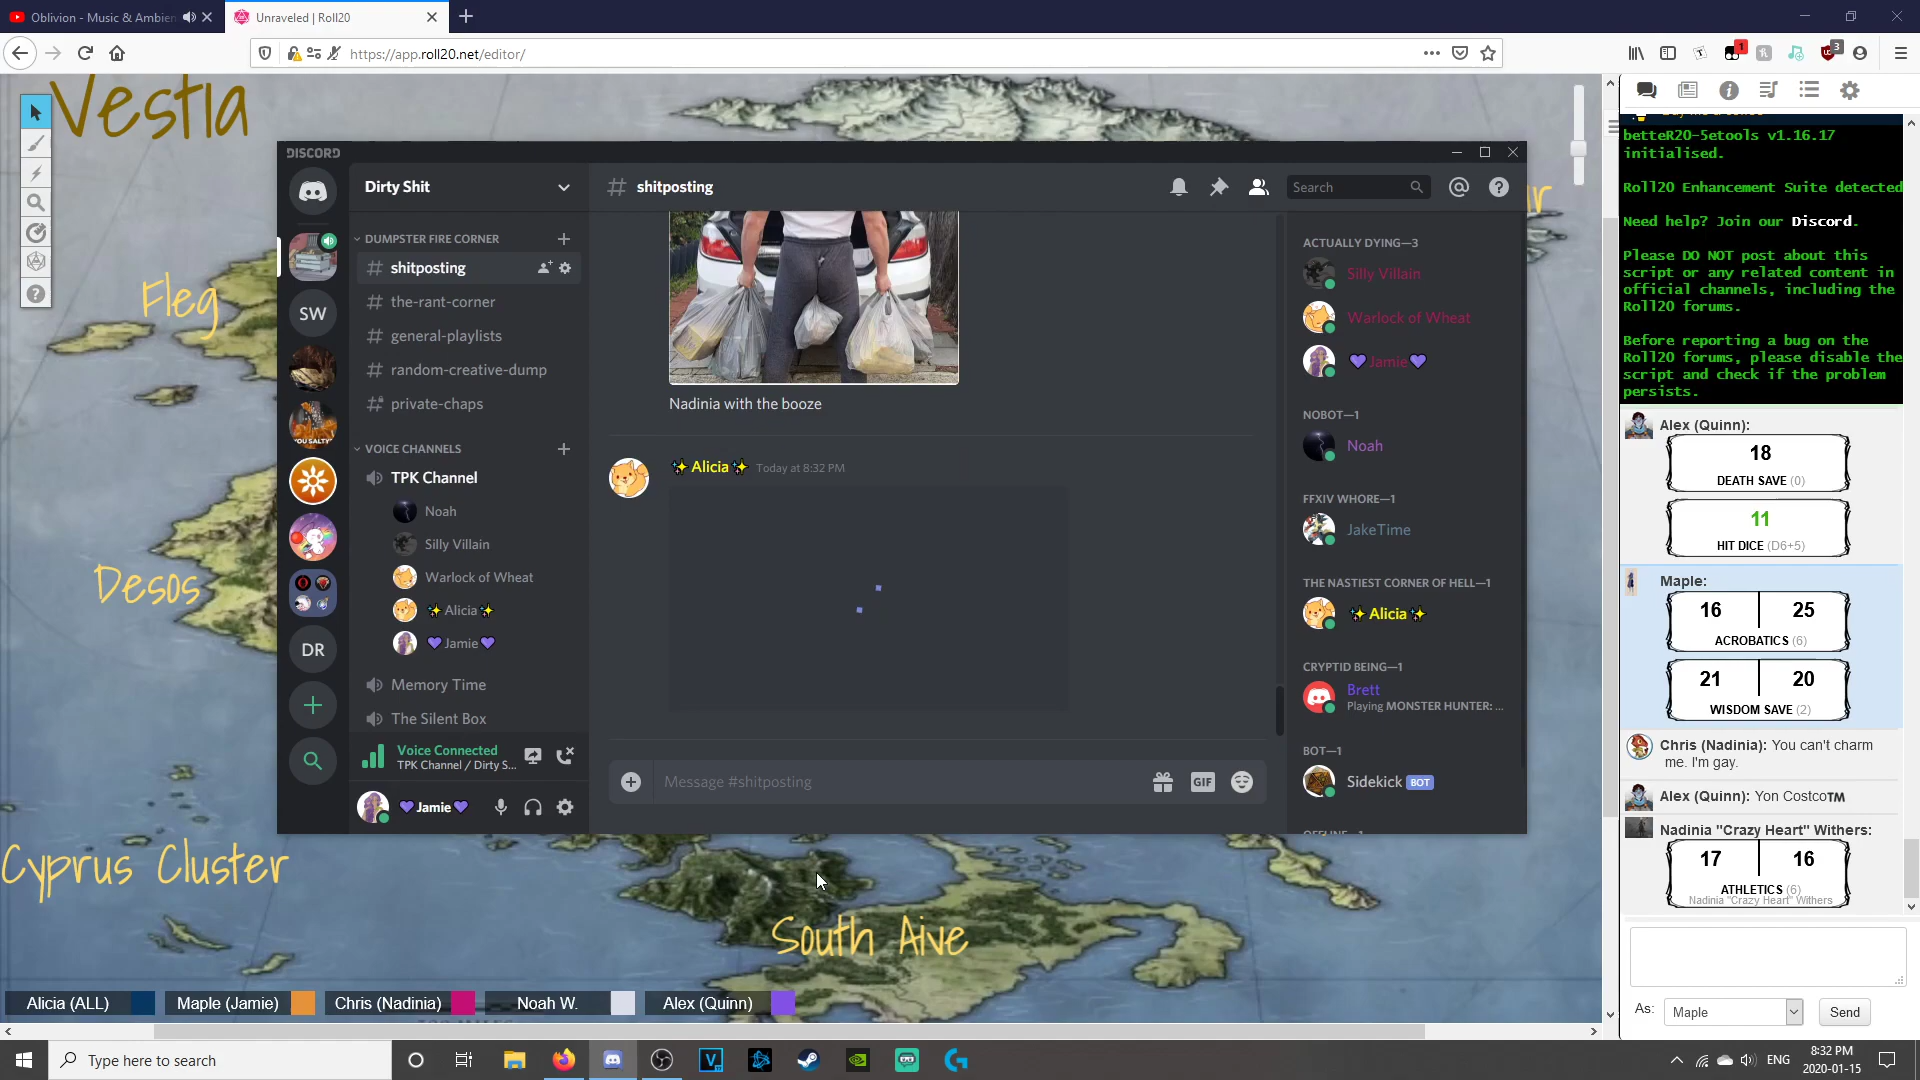 Oblivion - Music & Ambien
Unraveled | Roll20
https://app.roll20.net/editor/
1
3
Vestia
Fleg
Desos
Cyprus Cluster
South Aive
DISCORD
Dirty Shit
shitposting
Search
DUMPSTER FIRE CORNER
shitposting
the-rant-corner
general-playlists
random-creative-dump
private-chaps
VOICE CHANNELS
TPK Channel
Noah
Silly Villain
Warlock of Wheat
✨Alicia✨
💜Jamie💜
Memory Time
The Silent Box
Voice Connected
TPK Channel / Dirty S...
💜Jamie💜
SW
YOU SALTY
DR
Nadinia with the booze
✨Alicia✨ Today at 8:32 PM
Message #shitposting
GIF
ACTUALLY DYING—3
Silly Villain
Warlock of Wheat
💜Jamie💜
NOBOT—1
Noah
FFXIV WHORE—1
JakeTime
THE NASTIEST CORNER OF HELL—1
✨Alicia✨
CRYPTID BEING—1
Brett
Playing MONSTER HUNTER: ...
BOT—1
Sidekick BOT
betteR20-5etools v1.16.17
initialised.
Roll20 Enhancement Suite detected
Need help? Join our Discord.
Please DO NOT post about this
script or any related content in
official channels, including the
Roll20 forums.
Before reporting a bug on the
Roll20 forums, please disable the
script and check if the problem
persists.
Alex (Quinn):
18
DEATH SAVE (0)
11
HIT DICE (D6+5)
Maple:
16 25
ACROBATICS (6)
21 20
WISDOM SAVE (2)
Chris (Nadinia): You can't charm
me. I'm gay.
Alex (Quinn): Yon Costco™
Nadinia "Crazy Heart" Withers:
17 16
ATHLETICS (6)
Nadinia "Crazy Heart" Withers
As: Maple Send
Alicia (ALL) Maple (Jamie) Chris (Nadinia) Noah W. Alex (Quinn)
Type here to search
ENG
8:32 PM
2020-01-15